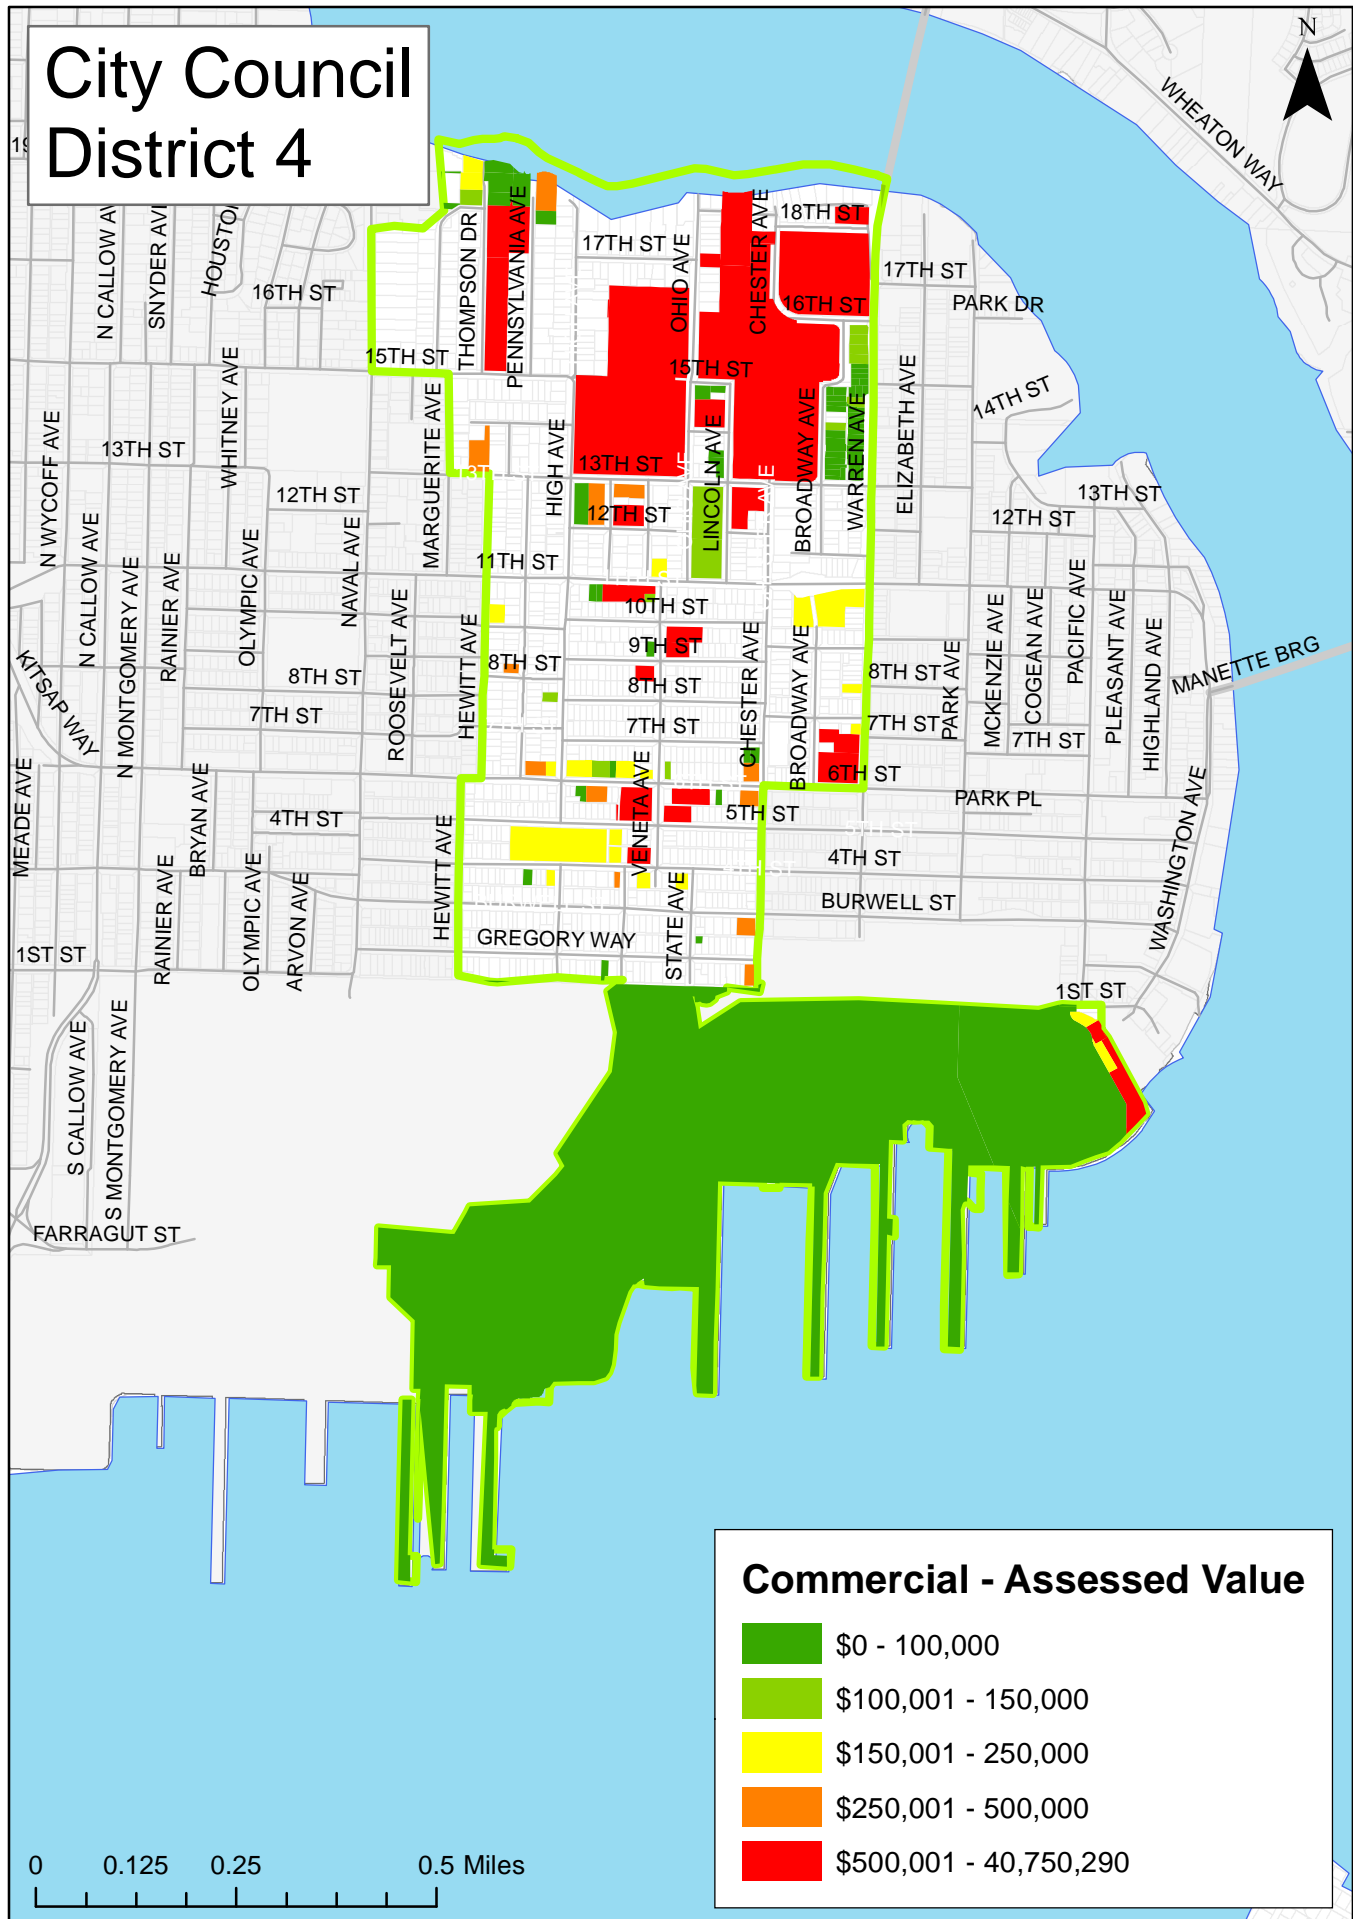 City Council
District 4
N
WHEATON WAY
N CALLOW AV
SNYDER AVE
HOUSTO
THOMPSON DR
PENNSYLVANIA AVE
17TH ST
OHIO AVE
CHESTER AVE
18TH ST
17TH ST
16TH ST
16TH ST
PARK DR
15TH ST
15TH ST
14TH ST
N WYCOFF AVE
13TH ST
WHITNEY AVE
MARGUERITE AVE
HIGH AVE
13TH ST
LINCOLN AVE
BROADWAY AVE
WARREN AVE
ELIZABETH AVE
13TH ST
12TH ST
12TH ST
12TH ST
N CALLOW AVE
N MONTGOMERY AVE
RAINIER AVE
OLYMPIC AVE
NAVAL AVE
ROOSEVELT AVE
HEWITT AVE
11TH ST
10TH ST
9TH ST
8TH ST
8TH ST
8TH ST
8TH ST
7TH ST
7TH ST
7TH ST
7TH ST
CHESTER AVE
BROADWAY AVE
PARK AVE
MCKENZIE AVE
COGEAN AVE
PACIFIC AVE
PLEASANT AVE
HIGHLAND AVE
MANETTE BRG
KITSAP WAY
6TH ST
PARK PL
MEADE AVE
BRYAN AVE
4TH ST
HEWITT AVE
VENETA AVE
5TH ST
5TH ST
4TH ST
WASHINGTON AVE
RAINIER AVE
OLYMPIC AVE
ARVON AVE
STATE AVE
BURWELL ST
GREGORY WAY
1ST ST
1ST ST
S CALLOW AVE
S MONTGOMERY AVE
FARRAGUT ST
Commercial - Assessed Value
$0 - 100,000
$100,001 - 150,000
$150,001 - 250,000
$250,001 - 500,000
$500,001 - 40,750,290
0 0.125 0.25 0.5 Miles